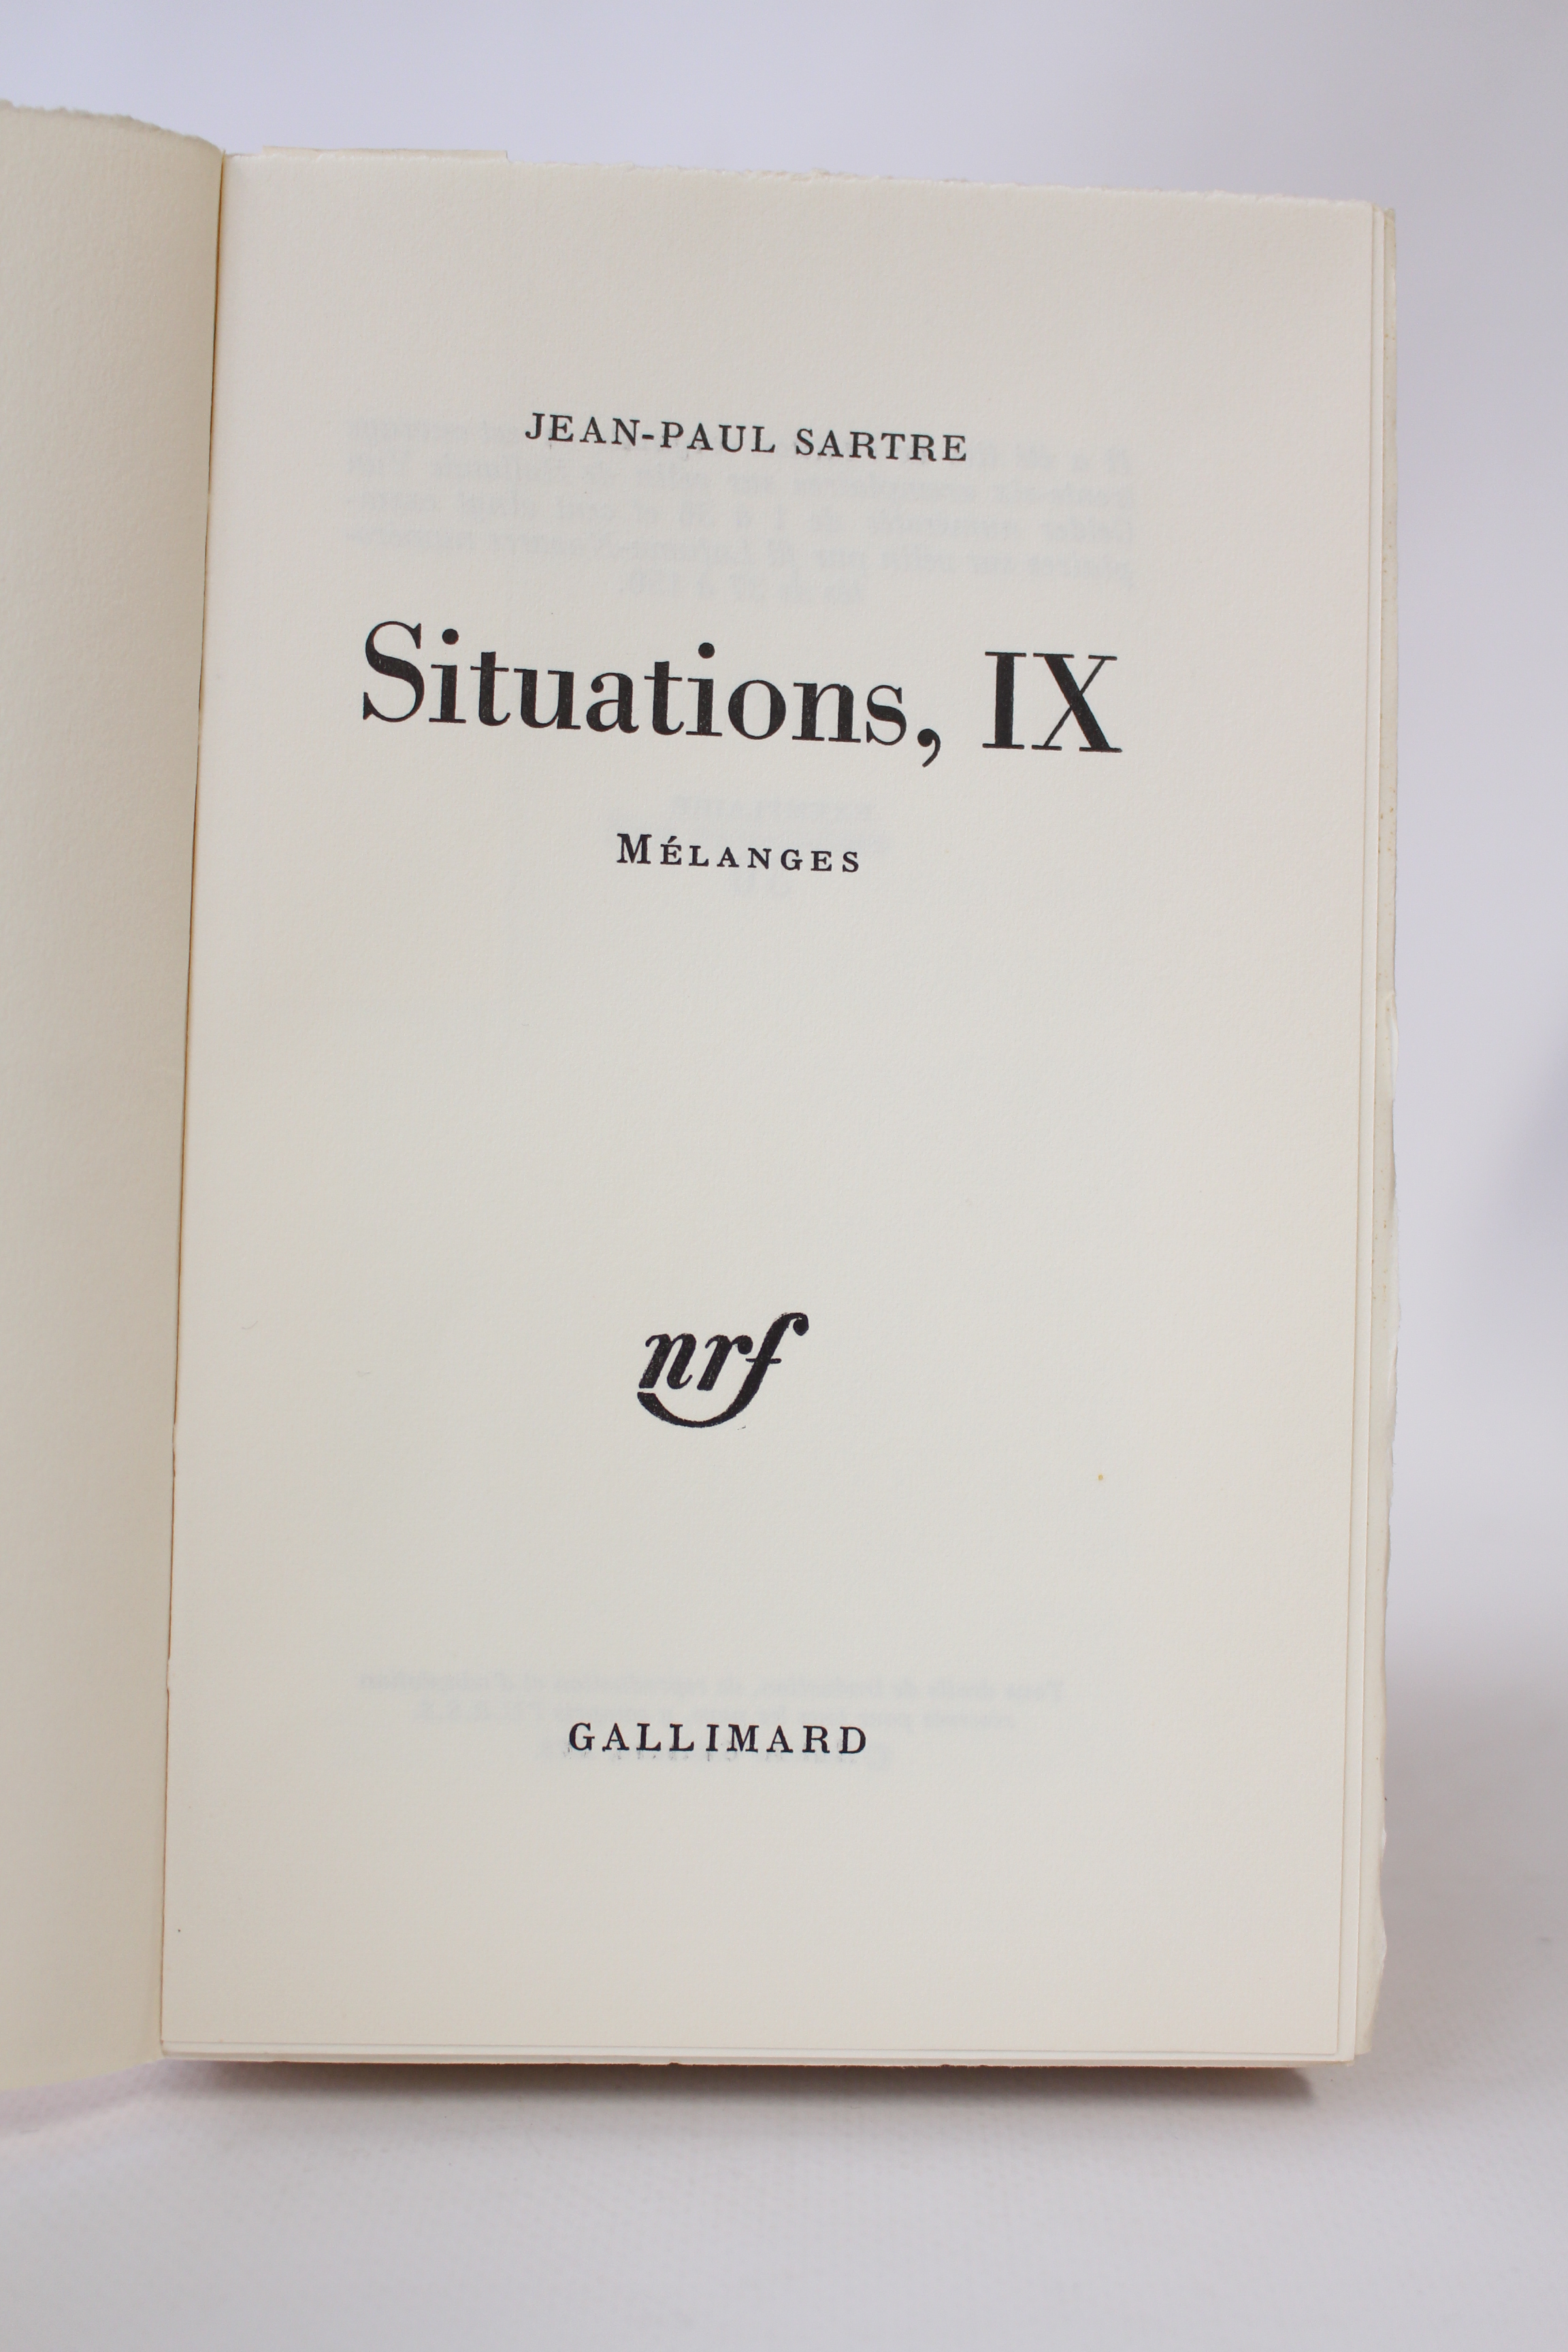 JEAN-PAUL SARTRE
Situations, IX
MÉLANGES
nrf
GALLIMARD